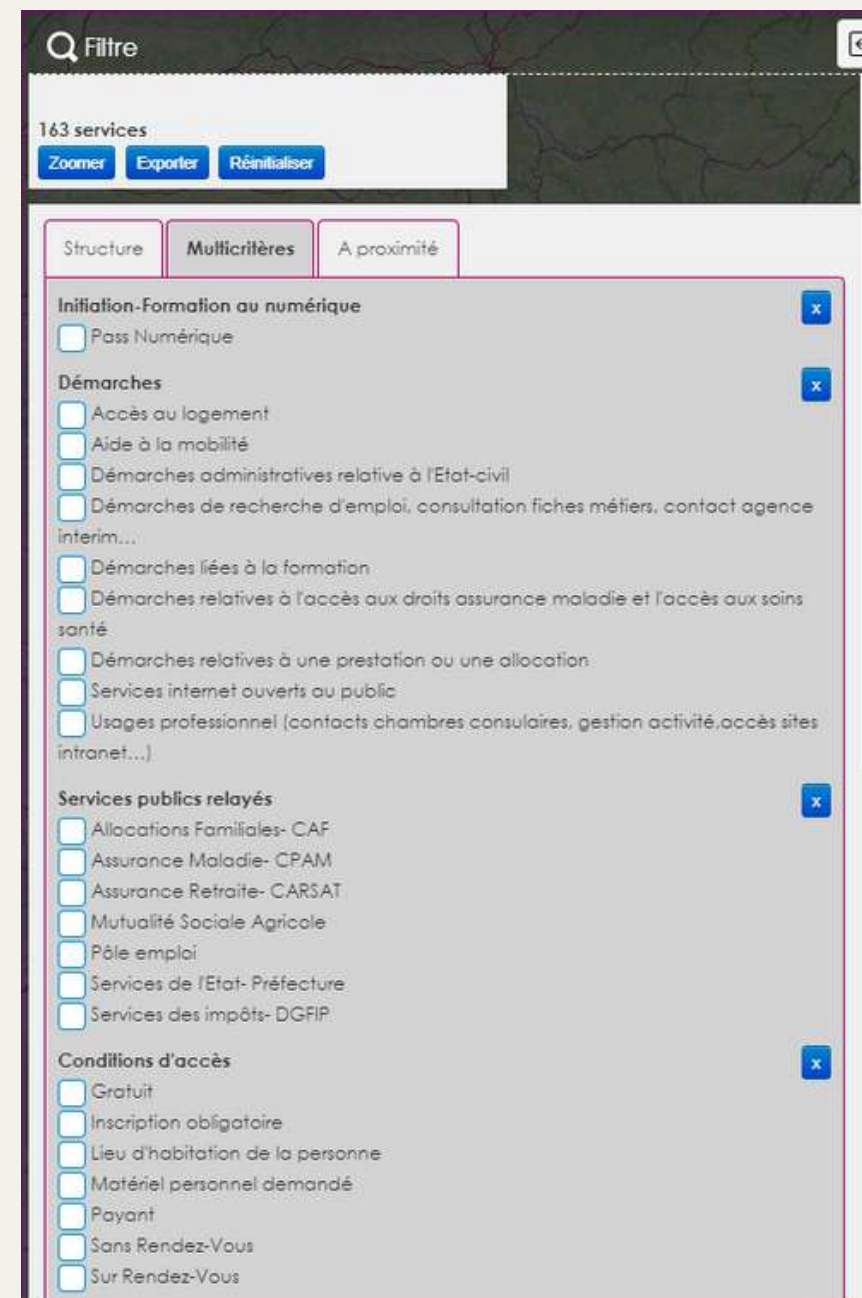 Filtre
163 services
Zoomer Exporter Réinitialiser
Structure Multicritères A proximité
Initiation-Formation au numérique x
Pass Numérique
Démarches x
Accès au logement
Aide à la mobilité
Démarches administratives relative à l'Etat-civil
Démarches de recherche d'emploi, consultation fiches métiers, contact agence
interim...
Démarches liées à la formation
Démarches relatives à l'accès aux droits assurance maladie et l'accès aux soins
santé
Démarches relatives à une prestation ou une allocation
Services internet ouverts au public
Usages professionnel (contacts chambres consulaires, gestion activité,accès sites
intranet...)
Services publics relayés x
Allocations Familiales- CAF
Assurance Maladie- CPAM
Assurance Retraite- CARSAT
Mutualité Sociale Agricole
Pôle emploi
Services de l'Etat- Préfecture
Services des impôts- DGFIP
Conditions d'accès x
Gratuit
Inscription obligatoire
Lieu d'habitation de la personne
Matériel personnel demandé
Payant
Sans Rendez-Vous
Sur Rendez-Vous